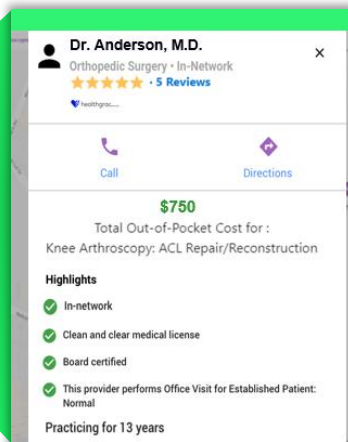 Dr. Anderson, M.D.
Orthopedic Surgery • In-Network
· 5 Reviews
healthgrac.....
Call
Directions
$750
Total Out-of-Pocket Cost for :
Knee Arthroscopy: ACL Repair/Reconstruction
Highlights
In-network
Clean and clear medical license
Board certified
This provider performs Office Visit for Established Patient:
Normal
Practicing for 13 years